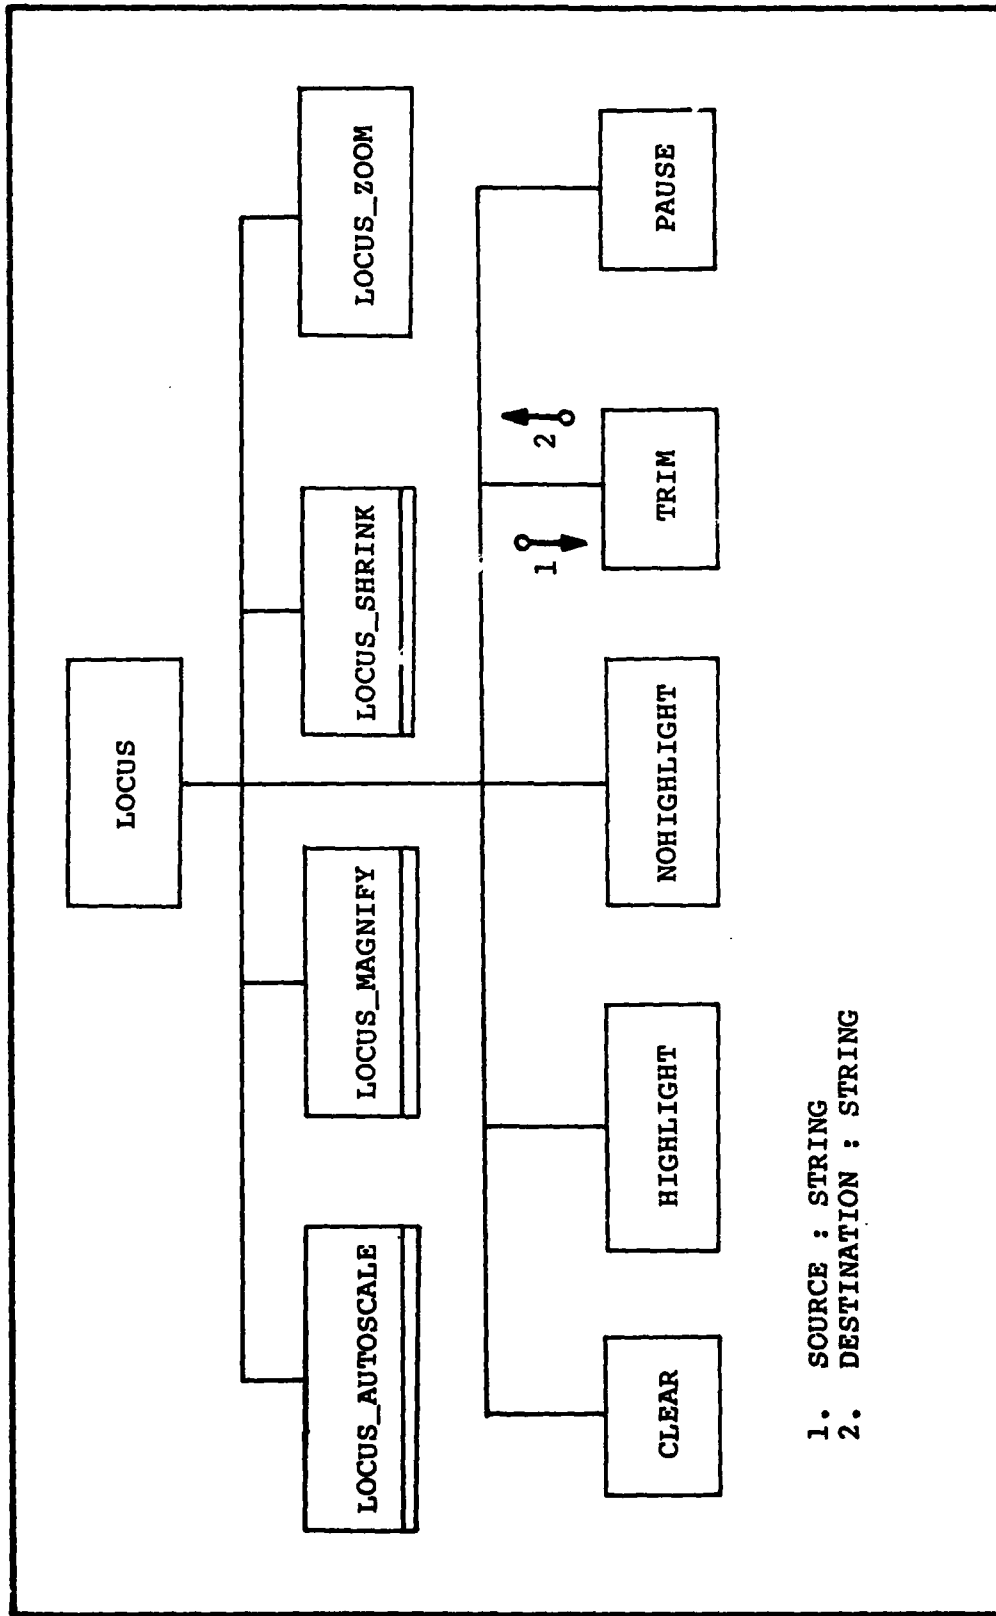 LOCUS
LOCUS_AUTOSCALE
LOCUS_MAGNIFY
LOCUS_SHRINK
LOCUS_ZOOM
1
2
CLEAR
HIGHLIGHT
NOHIGHLIGHT
TRIM
PAUSE
1. SOURCE : STRING
2. DESTINATION : STRING